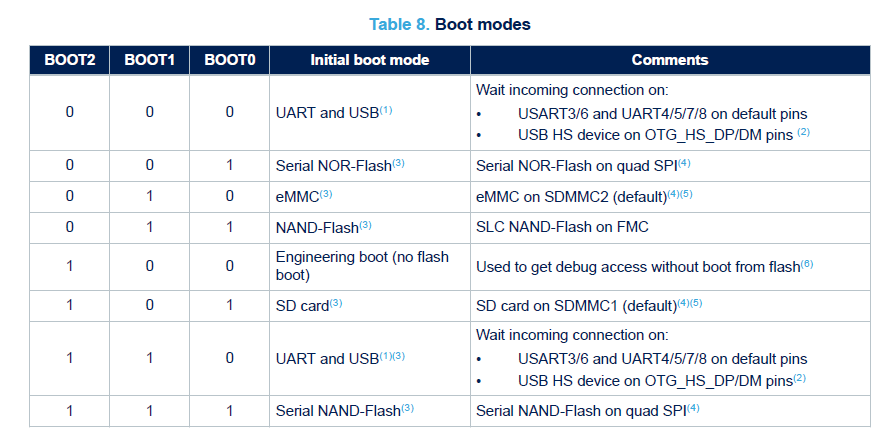 Table 8. Boot modes
BOOT2 BOOT1 BOOT0 Initial boot mode Comments
0 0 0 UART and USB(1) Wait incoming connection on:
• USART3/6 and UART4/5/7/8 on default pins
• USB HS device on OTG_HS_DP/DM pins (2)
0 0 1 Serial NOR-Flash(3) Serial NOR-Flash on quad SPI(4)
0 1 0 eMMC(3) eMMC on SDMMC2 (default)(4)(5)
0 1 1 NAND-Flash(3) SLC NAND-Flash on FMC
1 0 0 Engineering boot (no flash
boot) Used to get debug access without boot from flash(6)
1 0 1 SD card(3) SD card on SDMMC1 (default)(4)(5)
1 1 0 UART and USB(1)(3) Wait incoming connection on:
• USART3/6 and UART4/5/7/8 on default pins
• USB HS device on OTG_HS_DP/DM pins(2)
1 1 1 Serial NAND-Flash(3) Serial NAND-Flash on quad SPI(4)